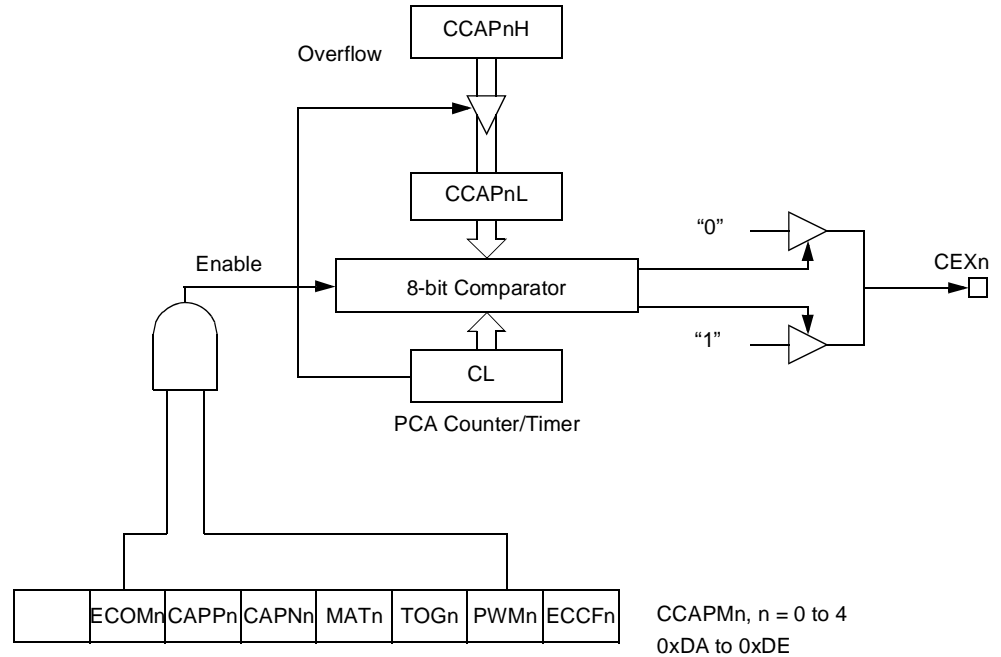 CCAPnH
Overflow
CCAPnL
“0”
Enable
CEXn
8-bit Comparator
“1”
CL
PCA Counter/Timer
ECOMn CAPPn CAPNn MATn TOGn PWMn ECCFn
CCAPMn, n = 0 to 4
0xDA to 0xDE